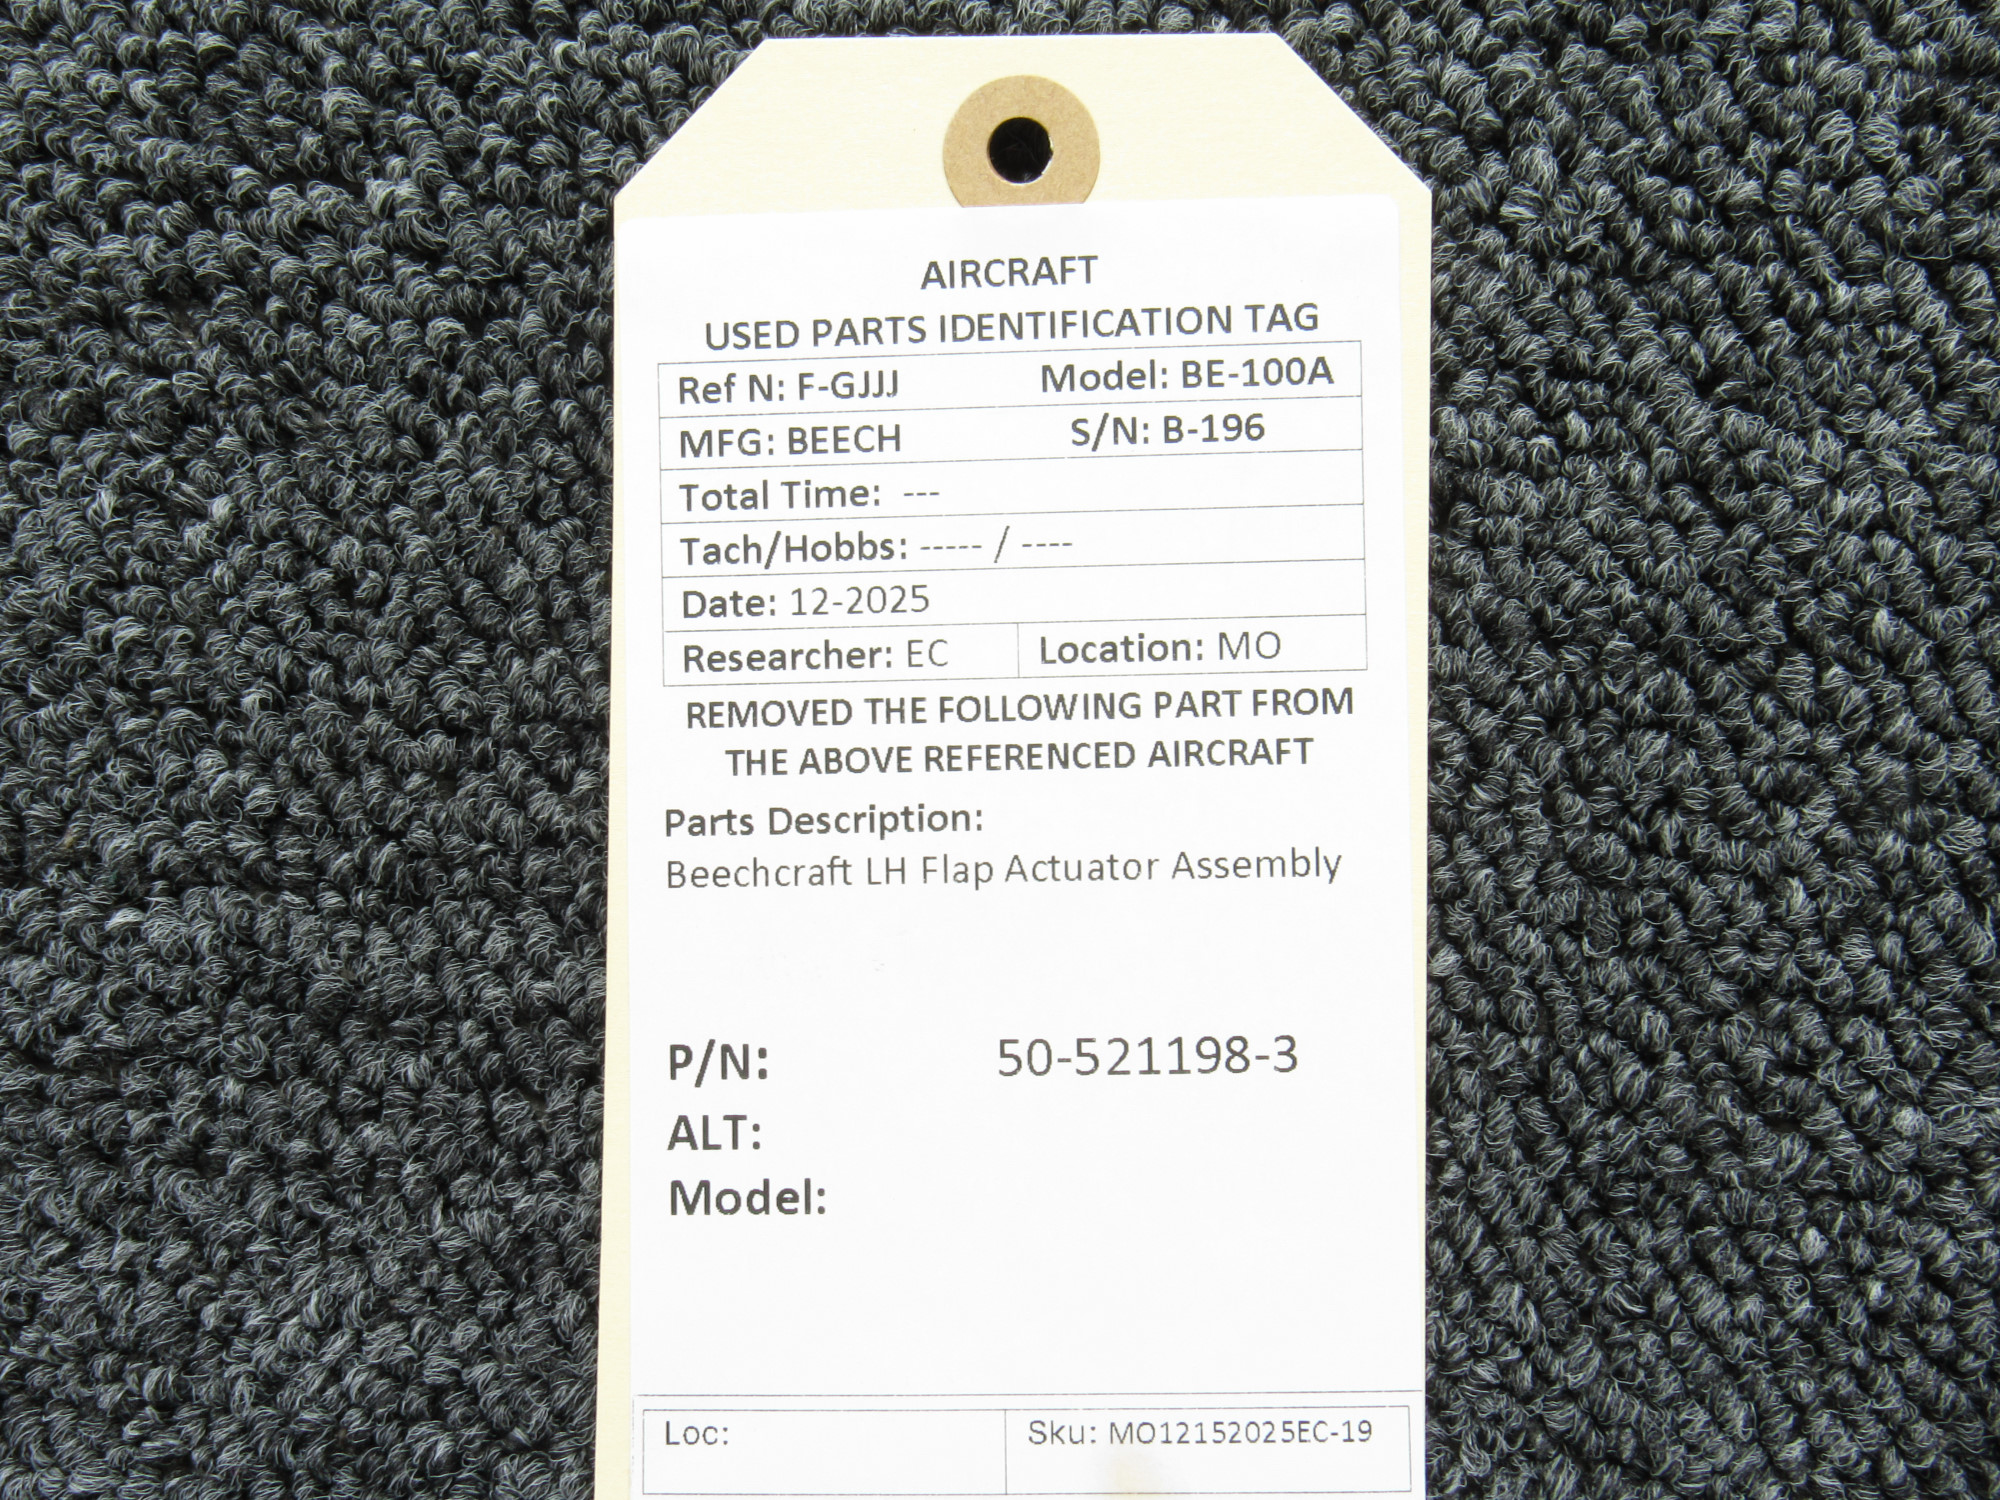 AIRCRAFT
USED PARTS IDENTIFICATION TAG
Ref N: F-GJJJ Model: BE-100A
MFG: BEECH S/N: B-196
Total Time: ---
Tach/Hobbs: ----- / ----
Date: 12-2025
Researcher: EC Location: MO
REMOVED THE FOLLOWING PART FROM
THE ABOVE REFERENCED AIRCRAFT
Parts Description:
Beechcraft LH Flap Actuator Assembly
P/N: 50-521198-3
ALT:
Model:
Loc: Sku: MO12152025EC-19